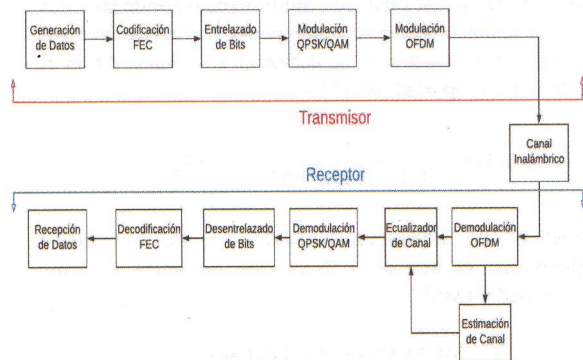 Generación
de Datos
Codificación
FEC
Entrelazado
de Bits
Modulación
QPSK/QAM
Modulación
OFDM
Transmisor
Canal
Inalámbrico
Receptor
Recepción
de Datos
Decodificación
FEC
Desentrelazado
de Bits
Demodulación
QPSK/QAM
Ecualizador
de Canal
Demodulación
OFDM
Estimación
de Canal